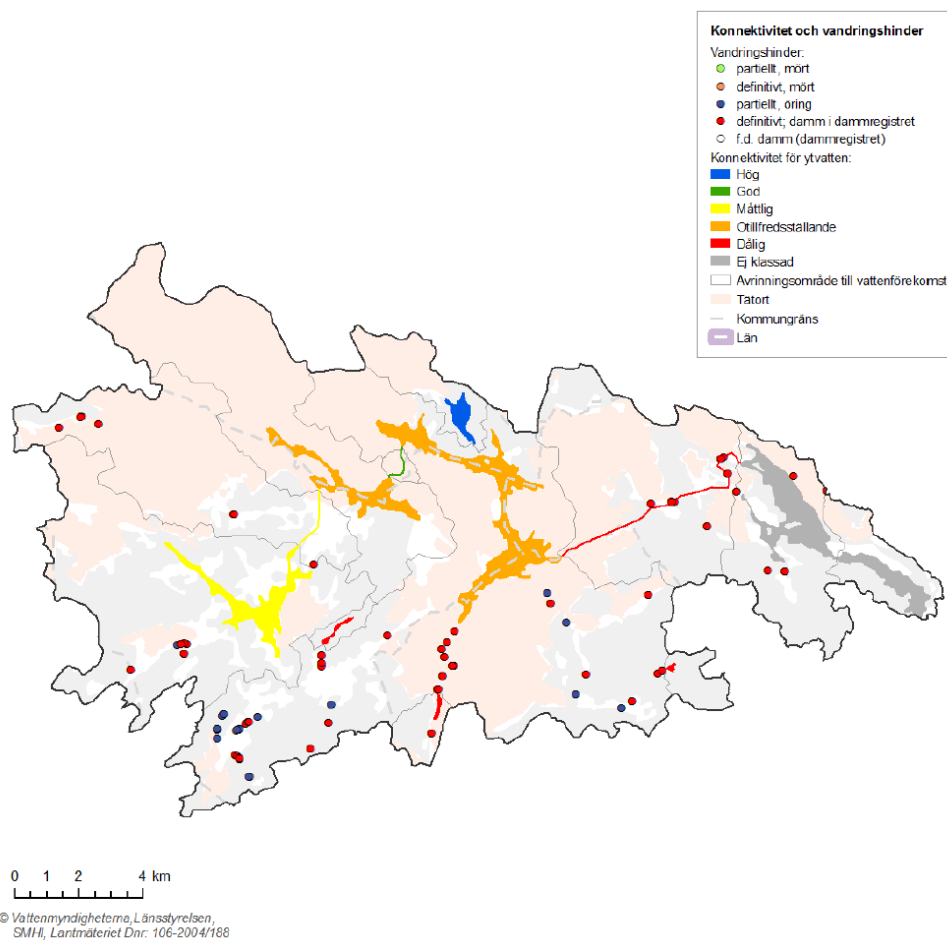 Konnektivitet och vandringshinder
Vandringshinder:
partiellt, mört
definitivt, mört
partiellt, öring
definitivt; damm i dammregistret
f.d. damm (dammregistret)
Konnektivitet för ytvatten:
Hög
God
Måttlig
Otillfredsställande
Dålig
Ej klassad
Avrinningsområde till vattenförekomst
Tätort
Kommungräns
Län
0 1 2 4 km
© Vattenmyndigheterna, Länsstyrelsen,
SMHI, Lantmäteriet Dnr: 106-2004/188